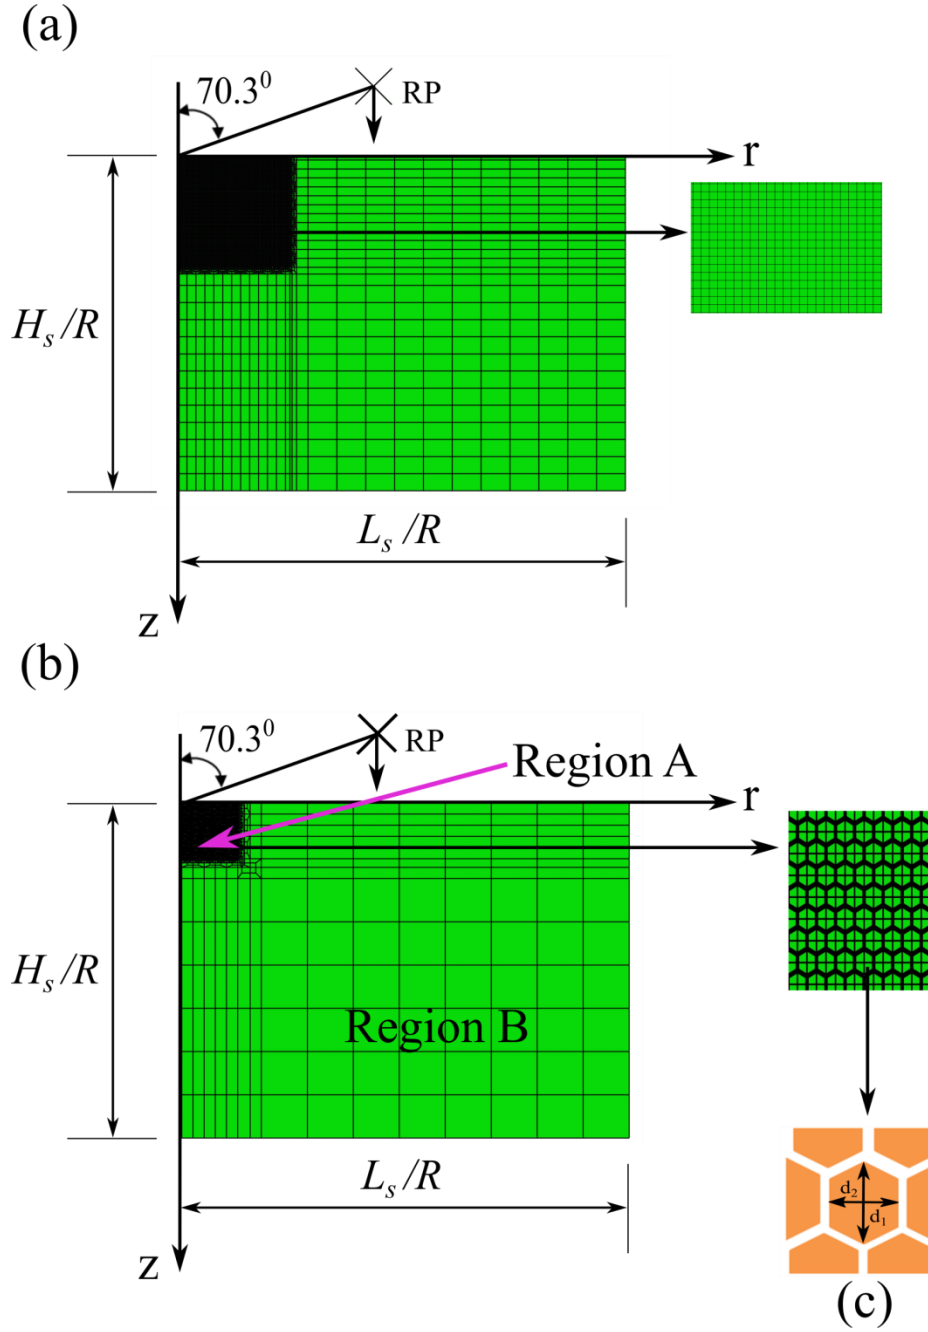 (a)
70.3⁰
RP
r
H_s/R
L_s/R
z
(b)
70.3⁰
RP
Region A
r
H_s/R
Region B
d₂
d₁
L_s/R
z
(c)